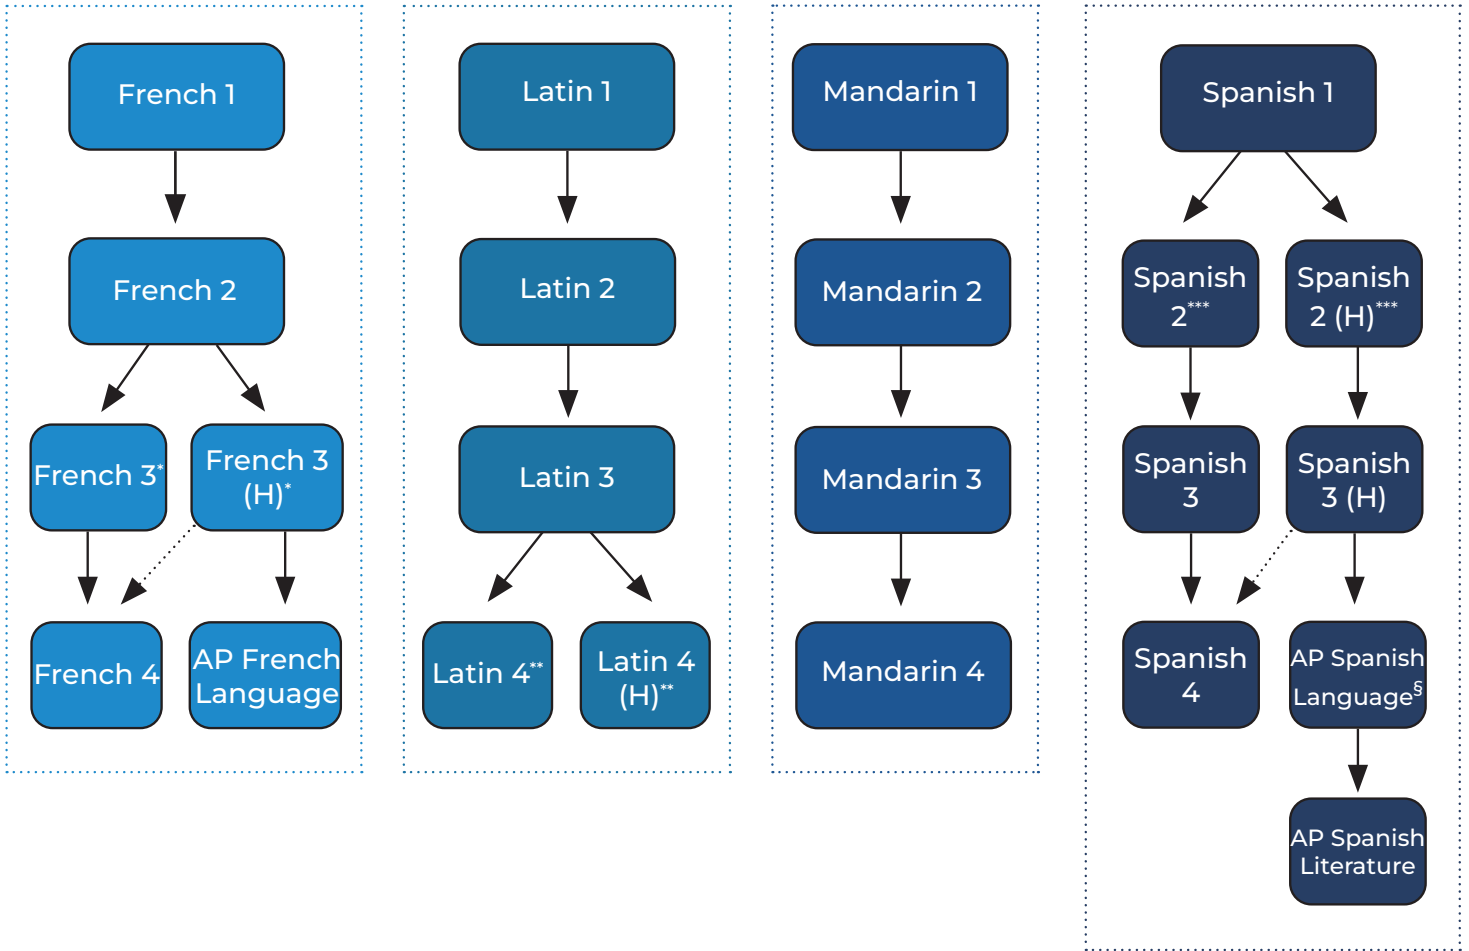 French 1
French 2
French 3*
French 3
(H)*
French 4
AP French
Language
Latin 1
Latin 2
Latin 3
Latin 4**
Latin 4
(H)**
Mandarin 1
Mandarin 2
Mandarin 3
Mandarin 4
Spanish 1
Spanish
2***
Spanish
2 (H)***
Spanish
3
Spanish
3 (H)
Spanish
4
AP Spanish
Language§
AP Spanish
Literature